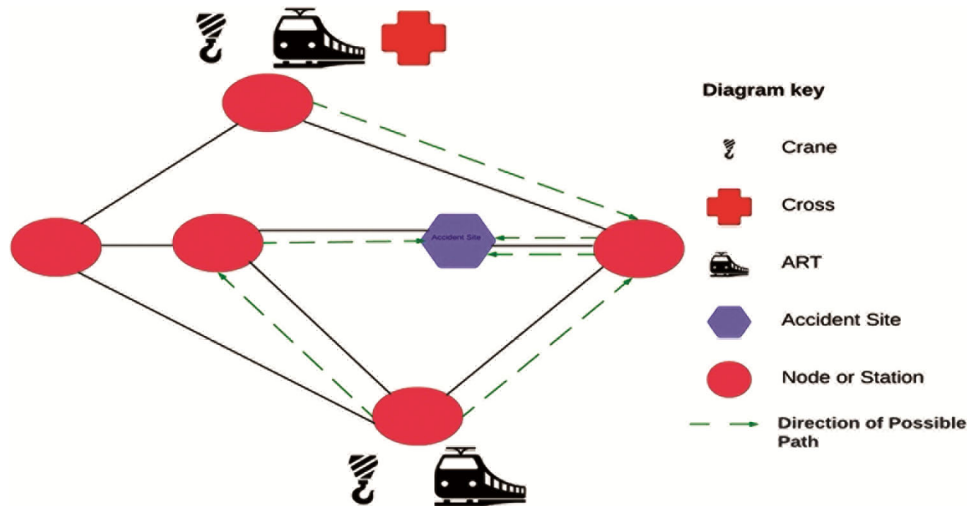 Diagram key
Crane
Cross
ART
Accident Site
Accident Site
Node or Station
Direction of Possible
Path